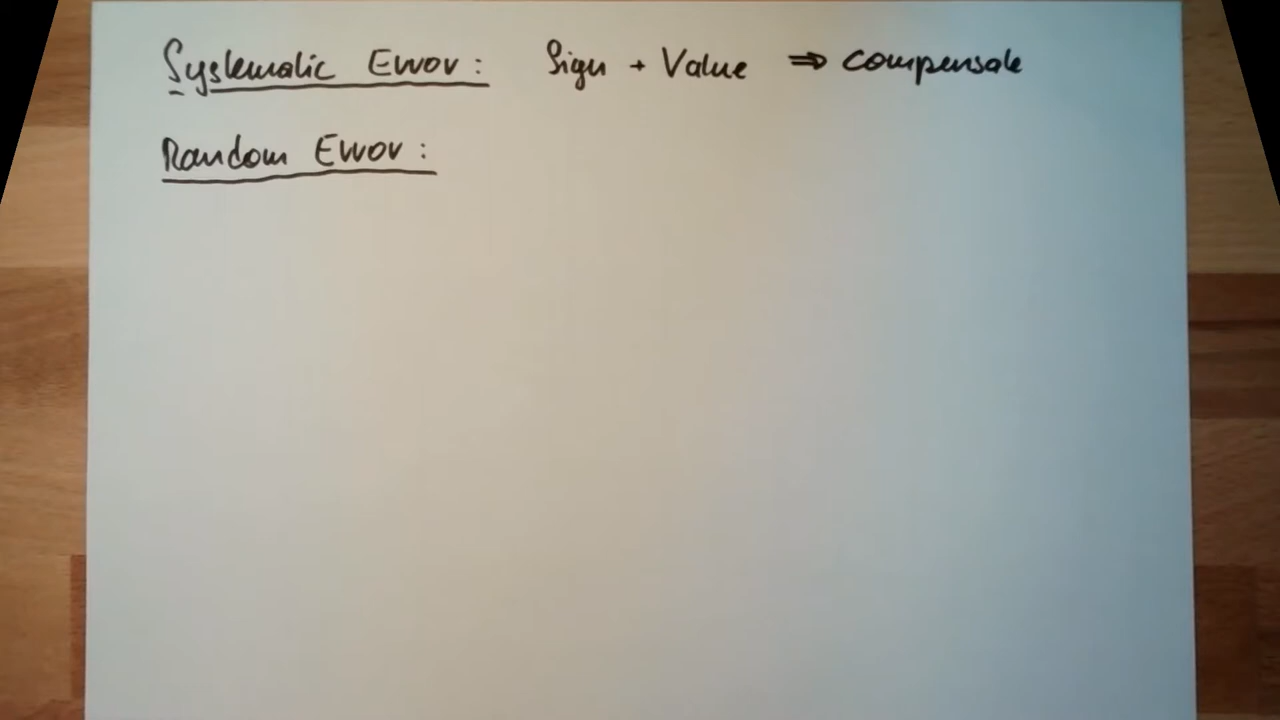 Systematic Error: Sign + Value ⇒ compensate
Random Error: